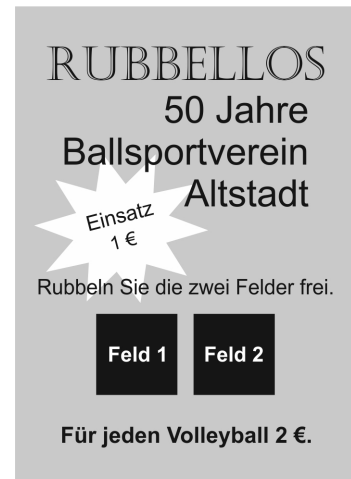 RUBBELLOS
50 Jahre
Ballsportverein
Altstadt
Einsatz
1 €
Rubbeln Sie die zwei Felder frei.
Feld 1 Feld 2
Für jeden Volleyball 2 €.